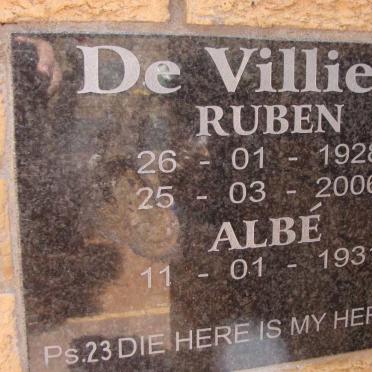 De Villie
RUBEN
26 - 01 - 1928
25 - 03 - 2006
ALBÉ
11 - 01 - 193
Ps.23 DIE HERE IS MY HER